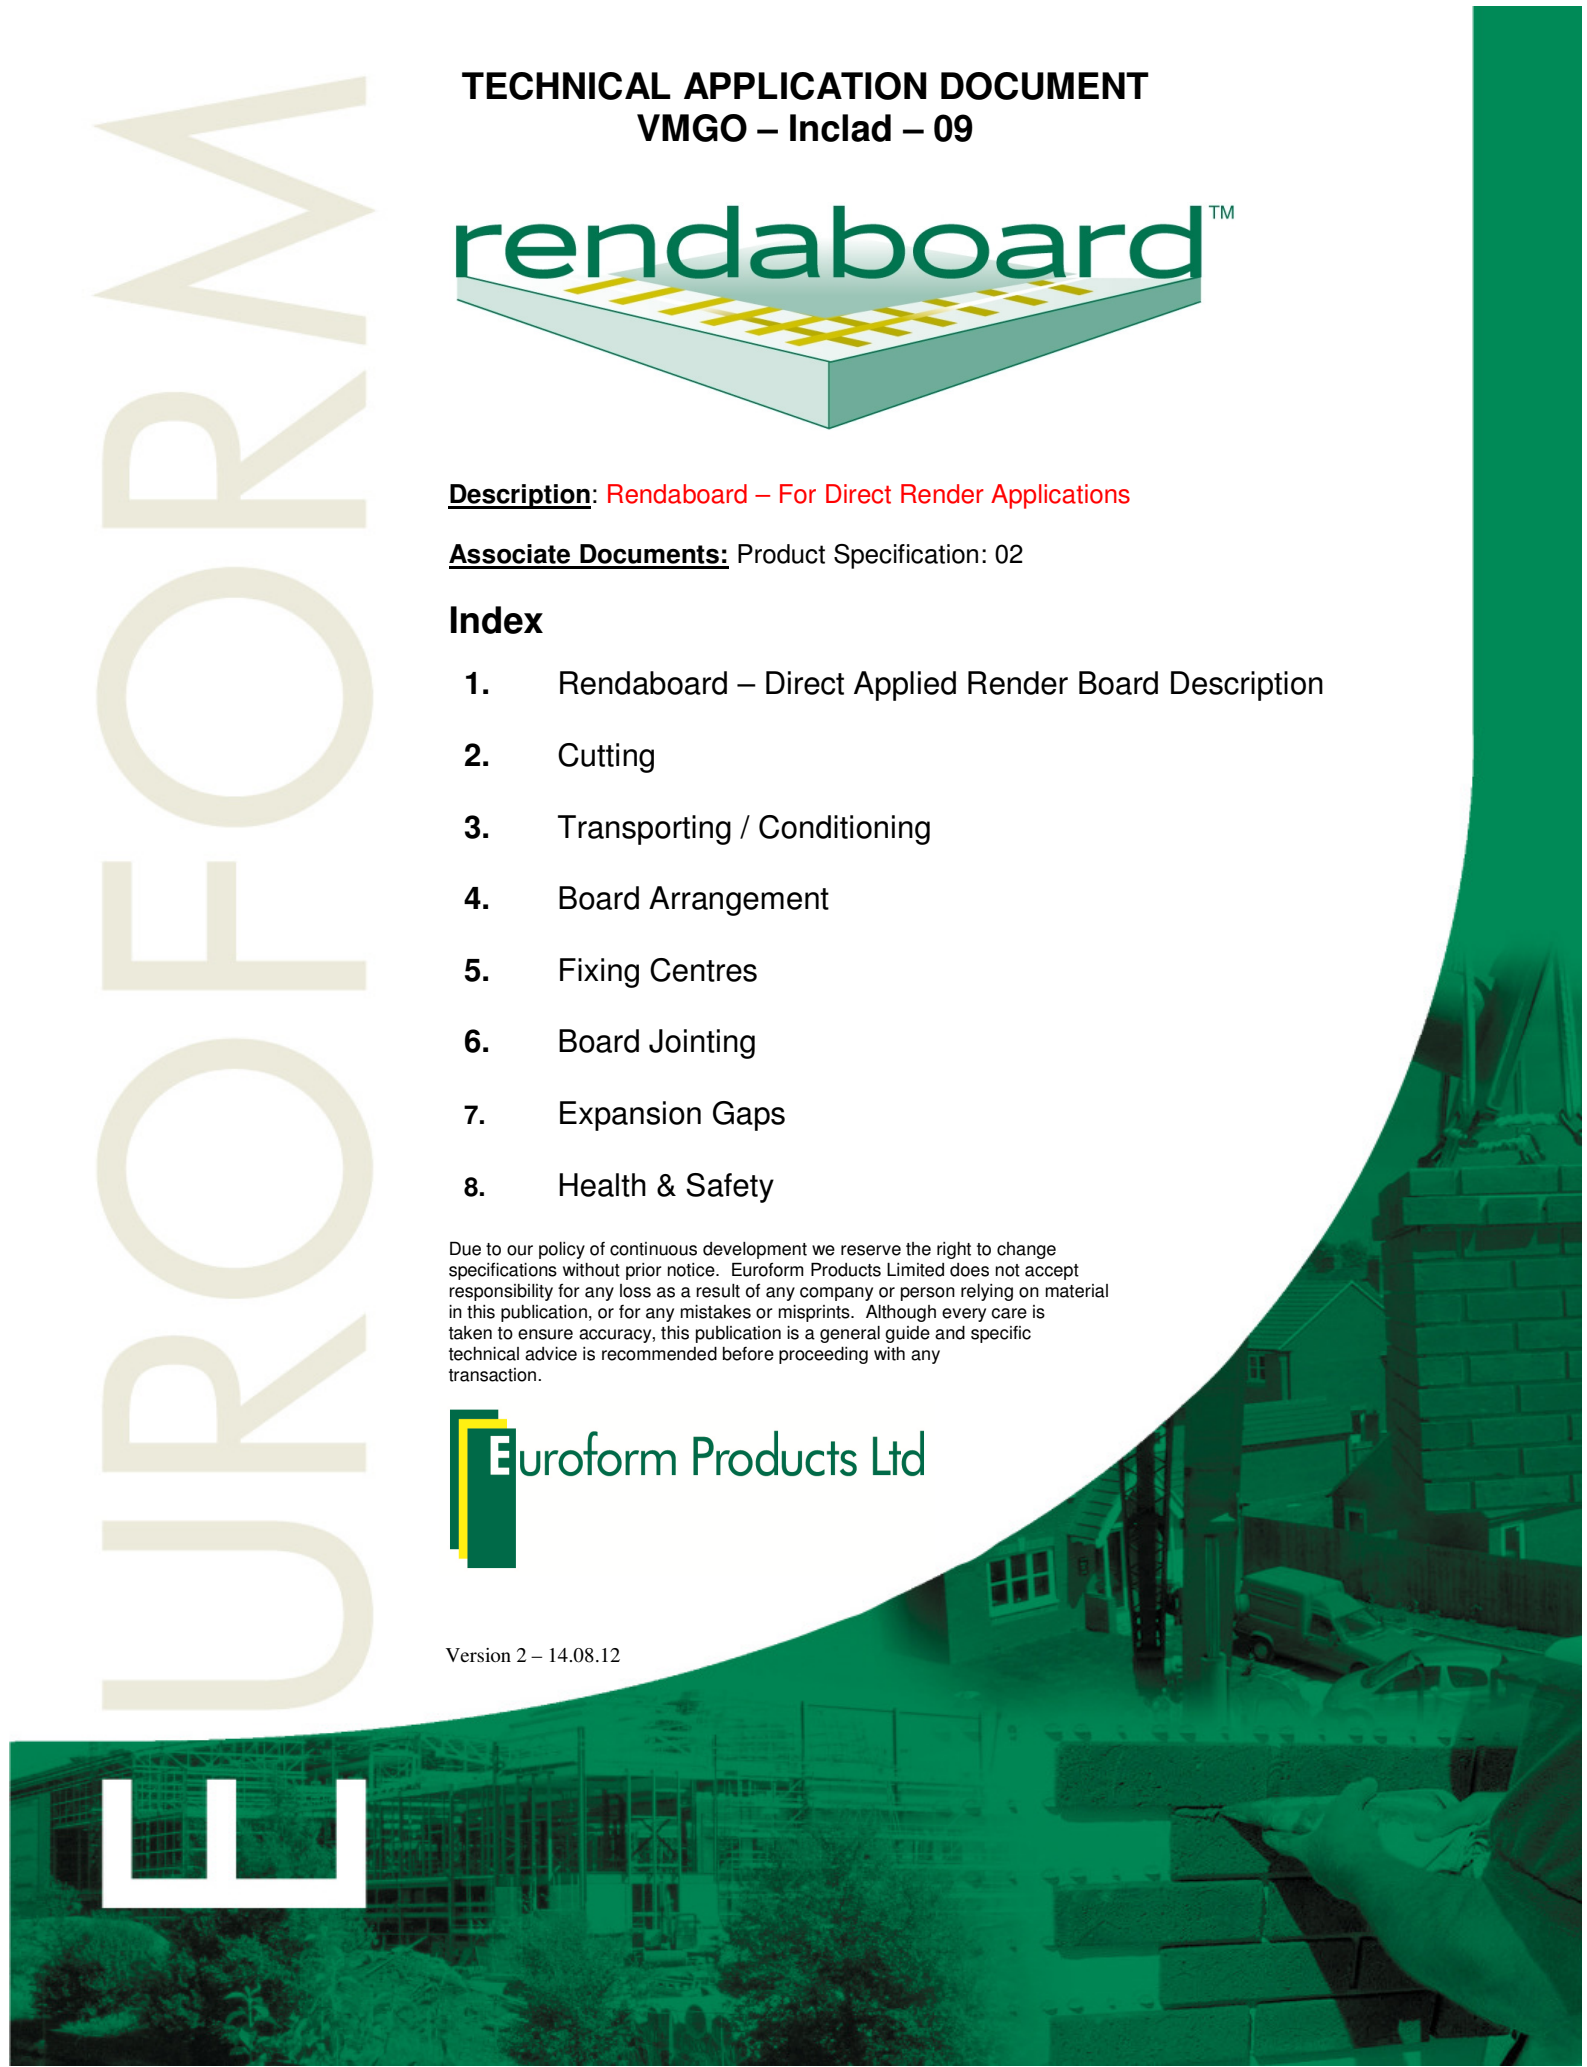 TECHNICAL APPLICATION DOCUMENT
VMGO – Inclad – 09
rendaboard™
Description: Rendaboard – For Direct Render Applications
Associate Documents: Product Specification: 02
Index
1. Rendaboard – Direct Applied Render Board Description
2. Cutting
3. Transporting / Conditioning
4. Board Arrangement
5. Fixing Centres
6. Board Jointing
7. Expansion Gaps
8. Health & Safety
Due to our policy of continuous development we reserve the right to change
specifications without prior notice.  Euroform Products Limited does not accept
responsibility for any loss as a result of any company or person relying on material
in this publication, or for any mistakes or misprints.  Although every care is
taken to ensure accuracy, this publication is a general guide and specific
technical advice is recommended before proceeding with any
transaction.
Euroform Products Ltd
Version 2 – 14.08.12
EUROFORM